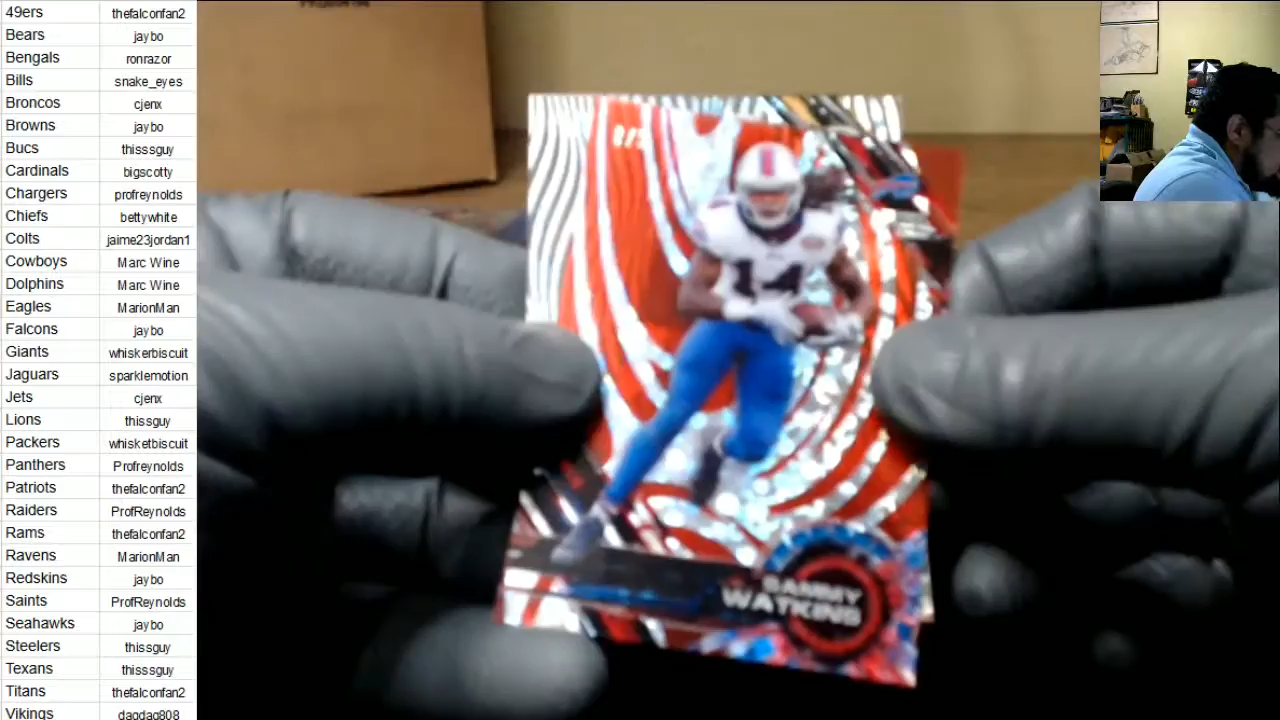 49ers thefalconfan2
Bears jaybo
Bengals ronrazor
Bills snake_eyes
Broncos cjenx
Browns jaybo
Bucs thisssguy
Cardinals bigscotty
Chargers profreynolds
Chiefs bettywhite
Colts jaime23jordan1
Cowboys Marc Wine
Dolphins Marc Wine
Eagles MarionMan
Falcons jaybo
Giants whiskerbiscuit
Jaguars sparklemotion
Jets cjenx
Lions thissguy
Packers whisketbiscuit
Panthers Profreynolds
Patriots thefalconfan2
Raiders ProfReynolds
Rams thefalconfan2
Ravens MarionMan
Redskins jaybo
Saints ProfReynolds
Seahawks jaybo
Steelers thissguy
Texans thisssguy
Titans thefalconfan2
Vikings dagdag808
14
SAMMY
WATKINS